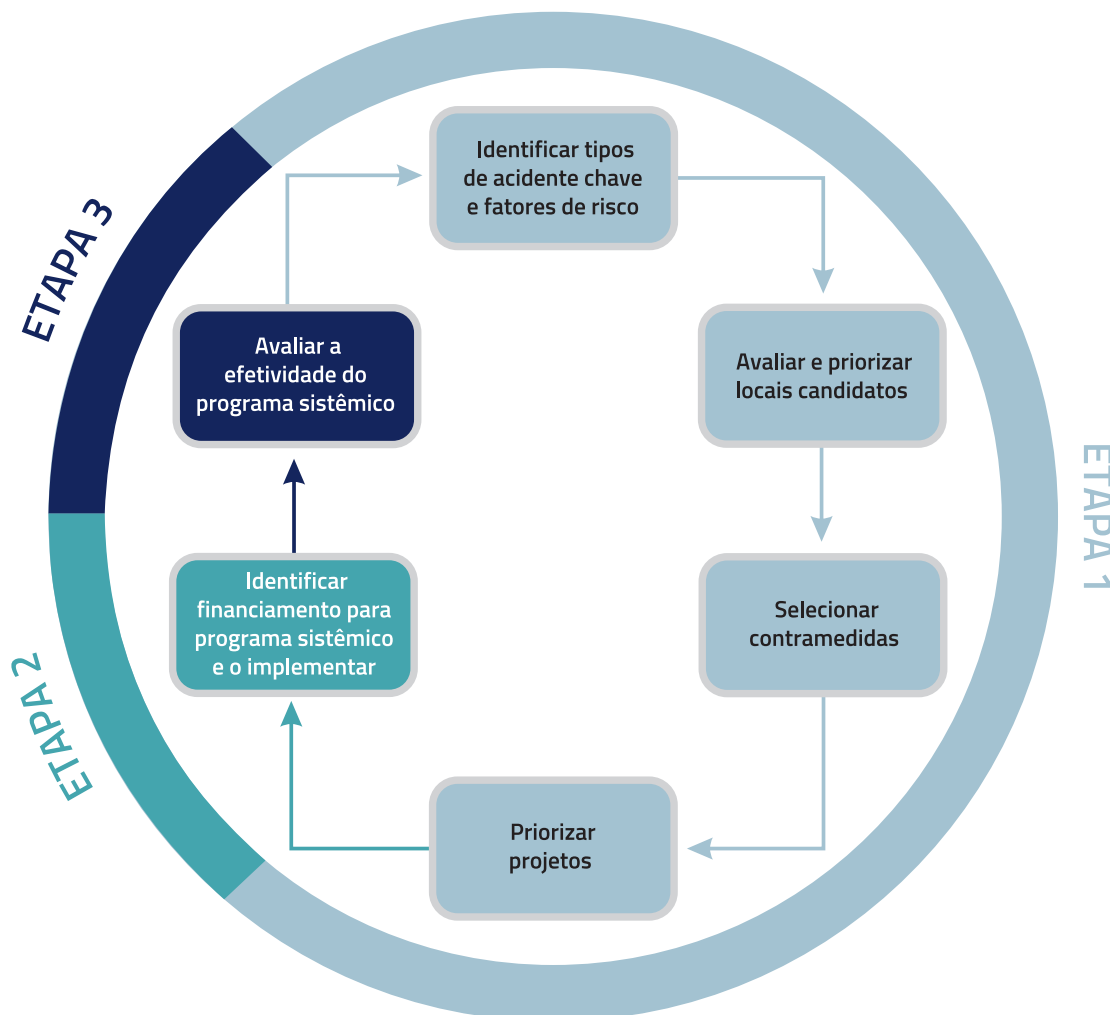 Identificar tipos
de acidente chave
e fatores de risco
Avaliar e priorizar
locais candidatos
Selecionar
contramedidas
Priorizar
projetos
Identificar
financiamento para
programa sistêmico
e o implementar
Avaliar a
efetividade do
programa sistêmico
ETAPA 1
ETAPA 2
ETAPA 3